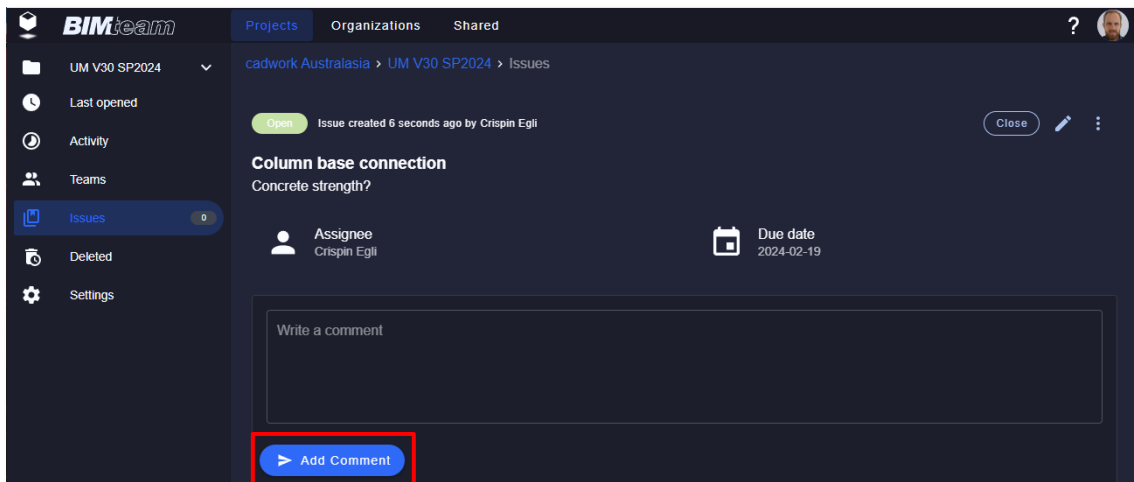 BIMteam
Projects Organizations Shared ?
UM V30 SP2024
cadwork Australasia › UM V30 SP2024 › Issues
Last opened
Open Issue created 6 seconds ago by Crispin Egli Close
Activity
Column base connection
Teams
Concrete strength?
Issues 0
Assignee
Crispin Egli
Due date
2024-02-19
Deleted
Settings
Write a comment
Add Comment